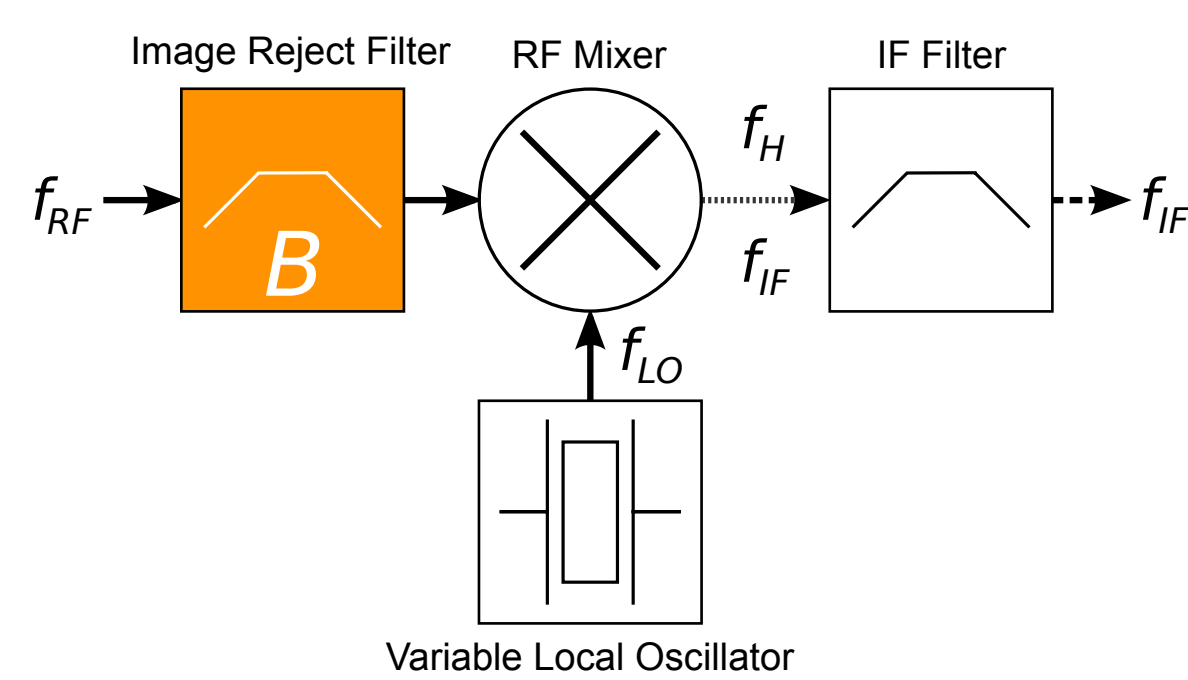 Image Reject Filter
RF Mixer
IF Filter
f_RF
B
f_H
f_IF
f_IF
f_LO
Variable Local Oscillator